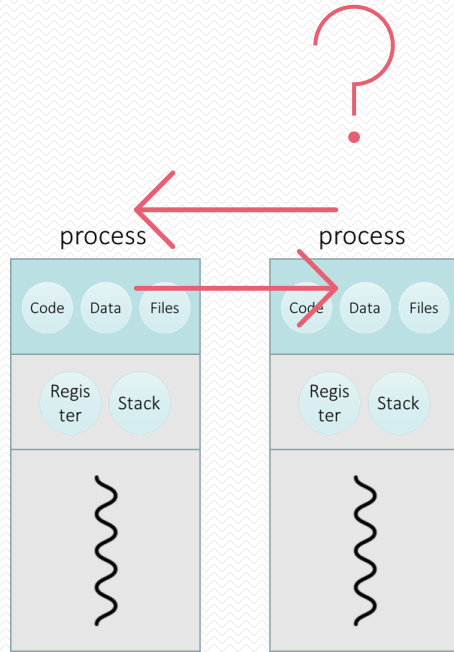 ?
process process
Code Data Files Code Data Files
Regis
ter Stack Regis
ter Stack